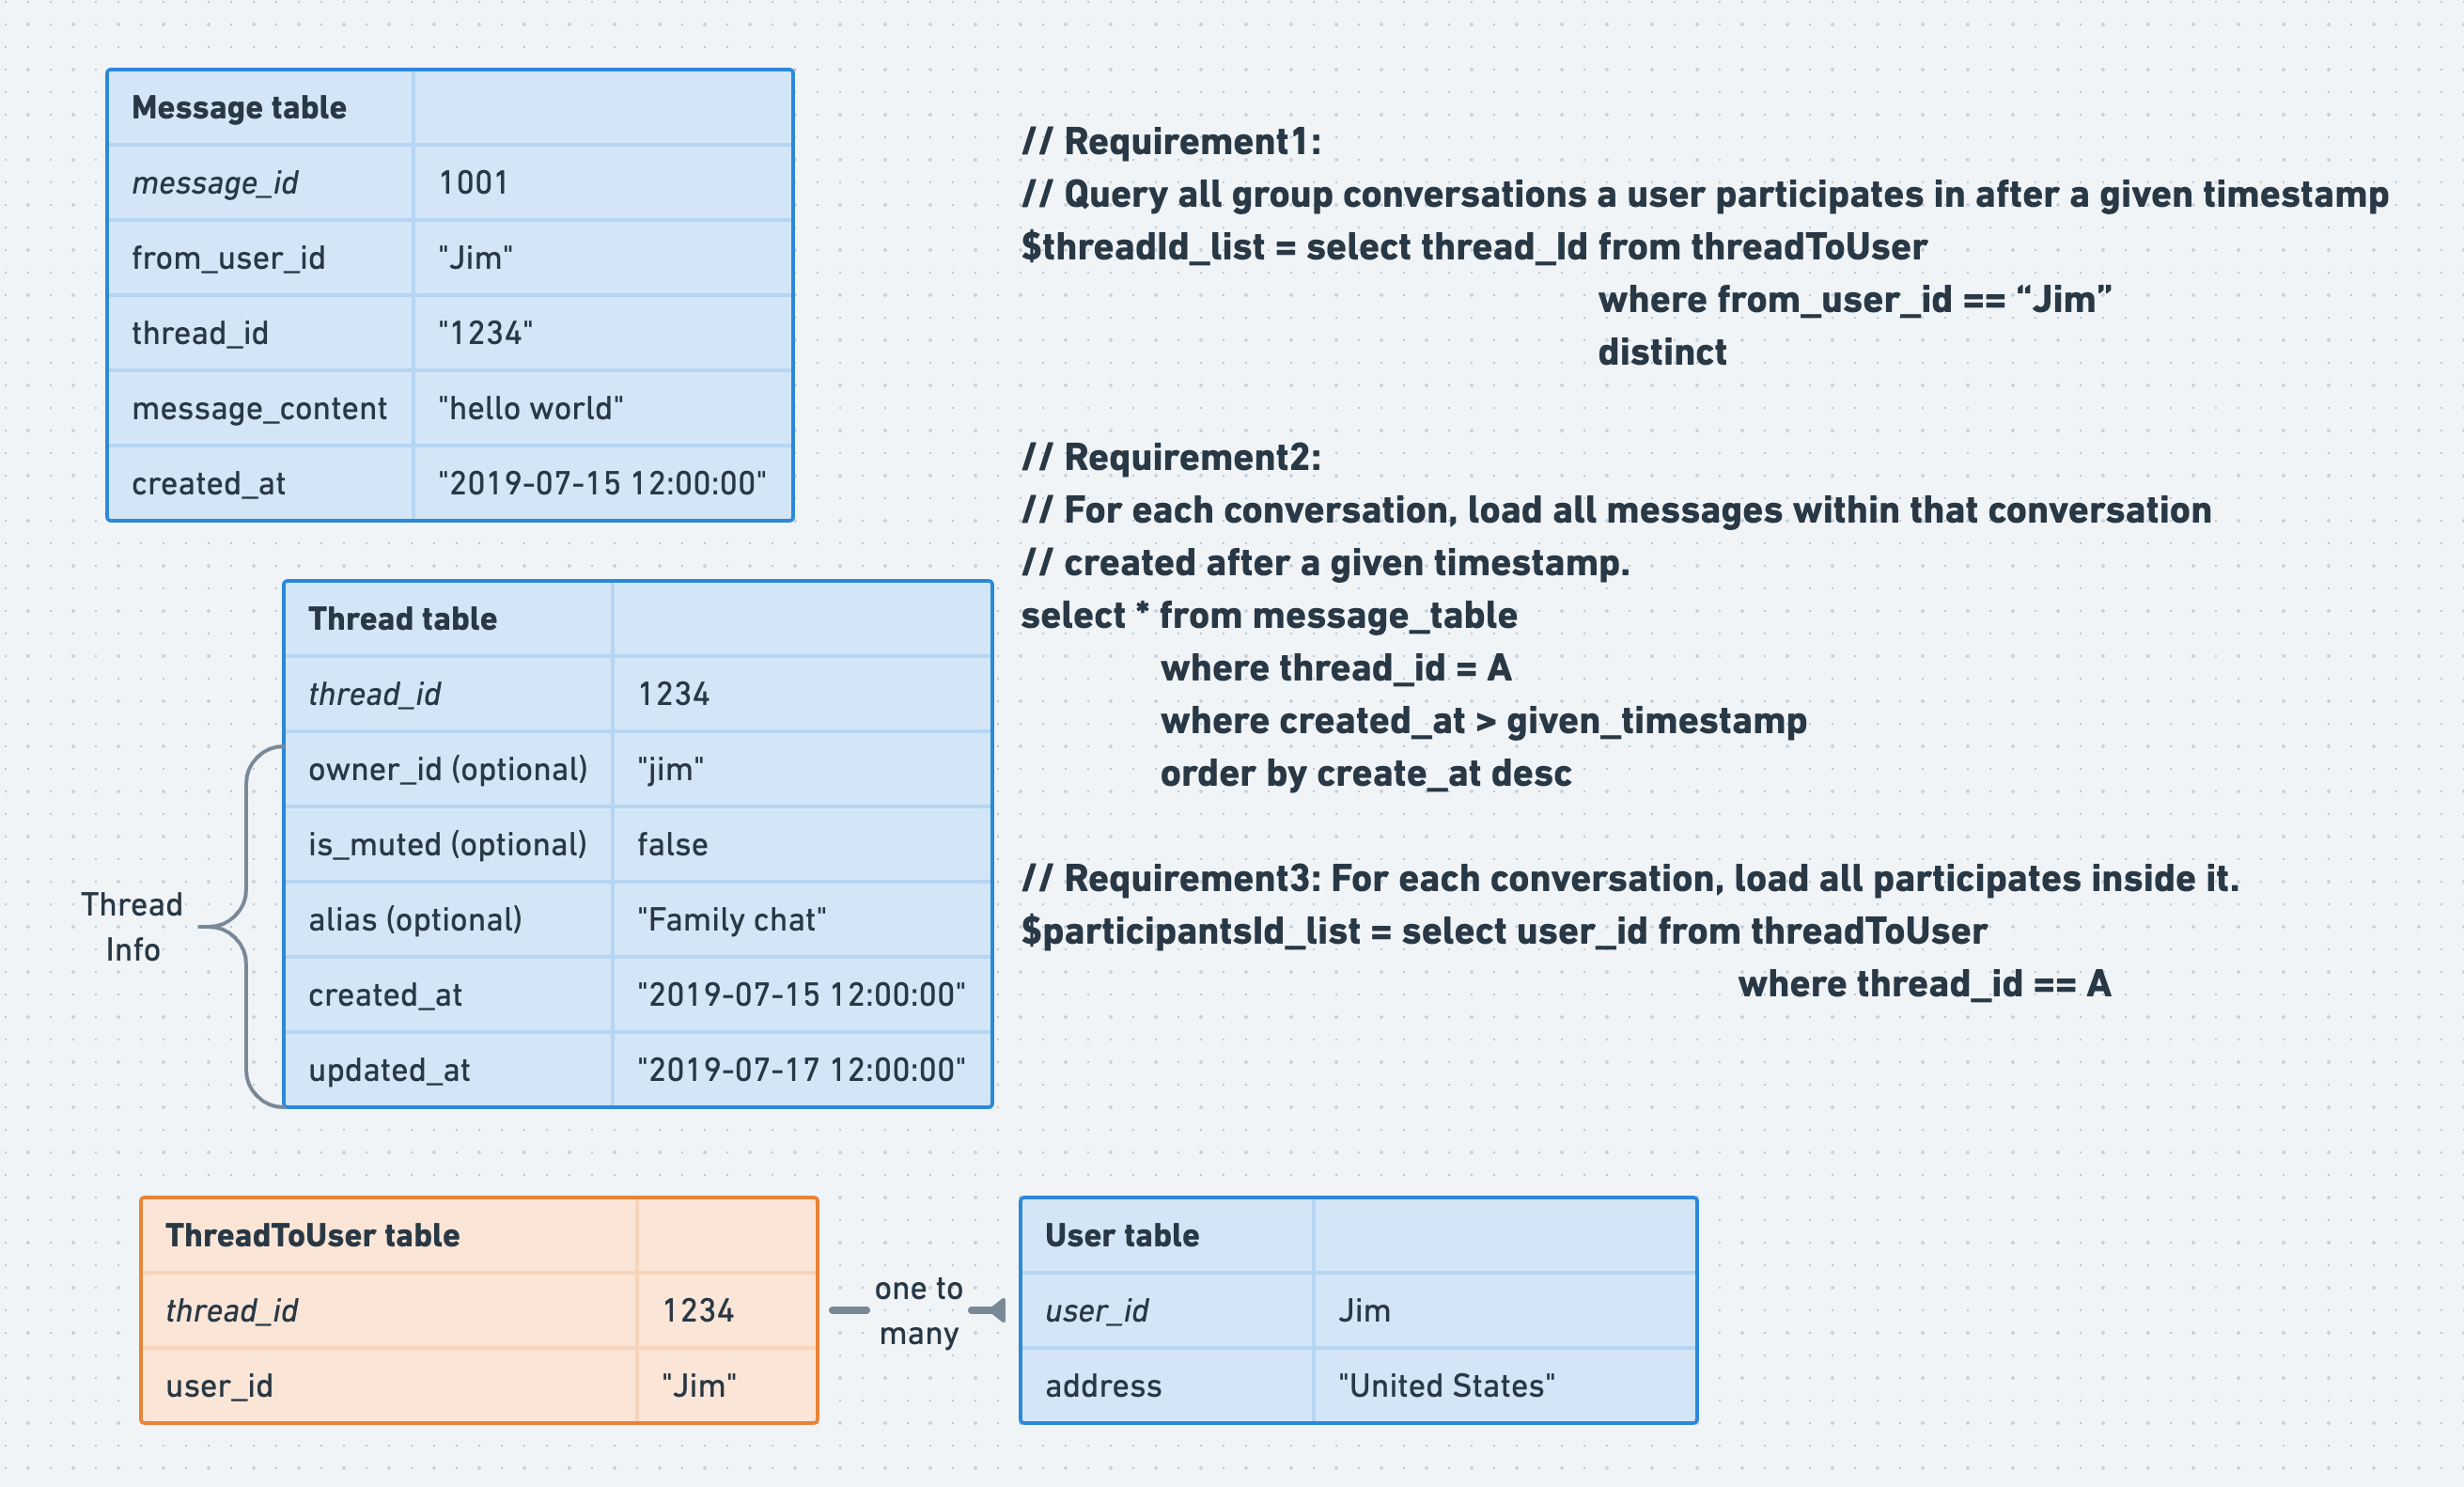 Message table
message_id 1001
from_user_id "Jim"
thread_id "1234"
message_content "hello world"
created_at "2019-07-15 12:00:00"
Thread table
thread_id 1234
owner_id (optional) "jim"
is_muted (optional) false
alias (optional) "Family chat"
created_at "2019-07-15 12:00:00"
updated_at "2019-07-17 12:00:00"
Thread
Info
// Requirement1:
// Query all group conversations a user participates in after a given timestamp
$threadId_list = select thread_Id from threadToUser
where from_user_id == “Jim”
distinct
// Requirement2:
// For each conversation, load all messages within that conversation
// created after a given timestamp.
select * from message_table
where thread_id = A
where created_at > given_timestamp
order by create_at desc
// Requirement3: For each conversation, load all participates inside it.
$participantsId_list = select user_id from threadToUser
where thread_id == A
ThreadToUser table
thread_id 1234
user_id "Jim"
one to
many
User table
user_id Jim
address "United States"